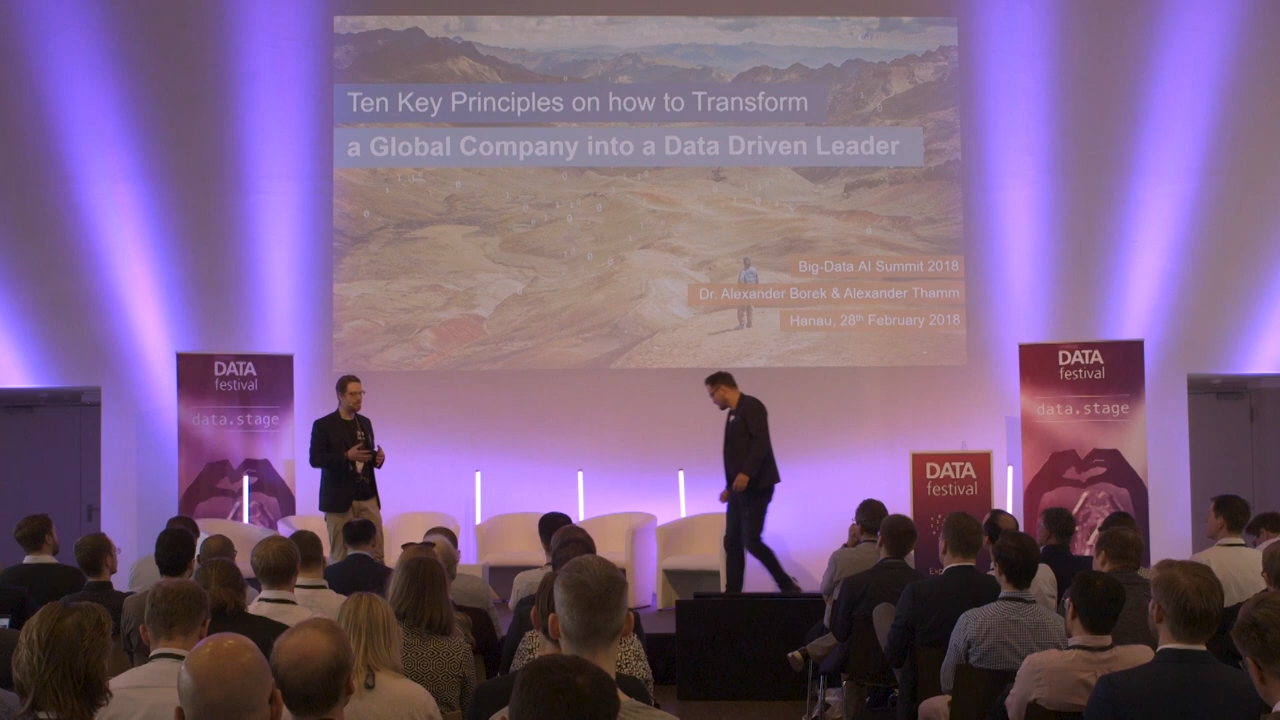 Ten Key Principles on how to Transform
a Global Company into a Data Driven Leader
Big-Data AI Summit 2018
Dr. Alexander Borek & Alexander Thamm
Hanau, 28th February 2018
DATA
festival
data.stage
DATA
festival
data.stage
DATA
festival